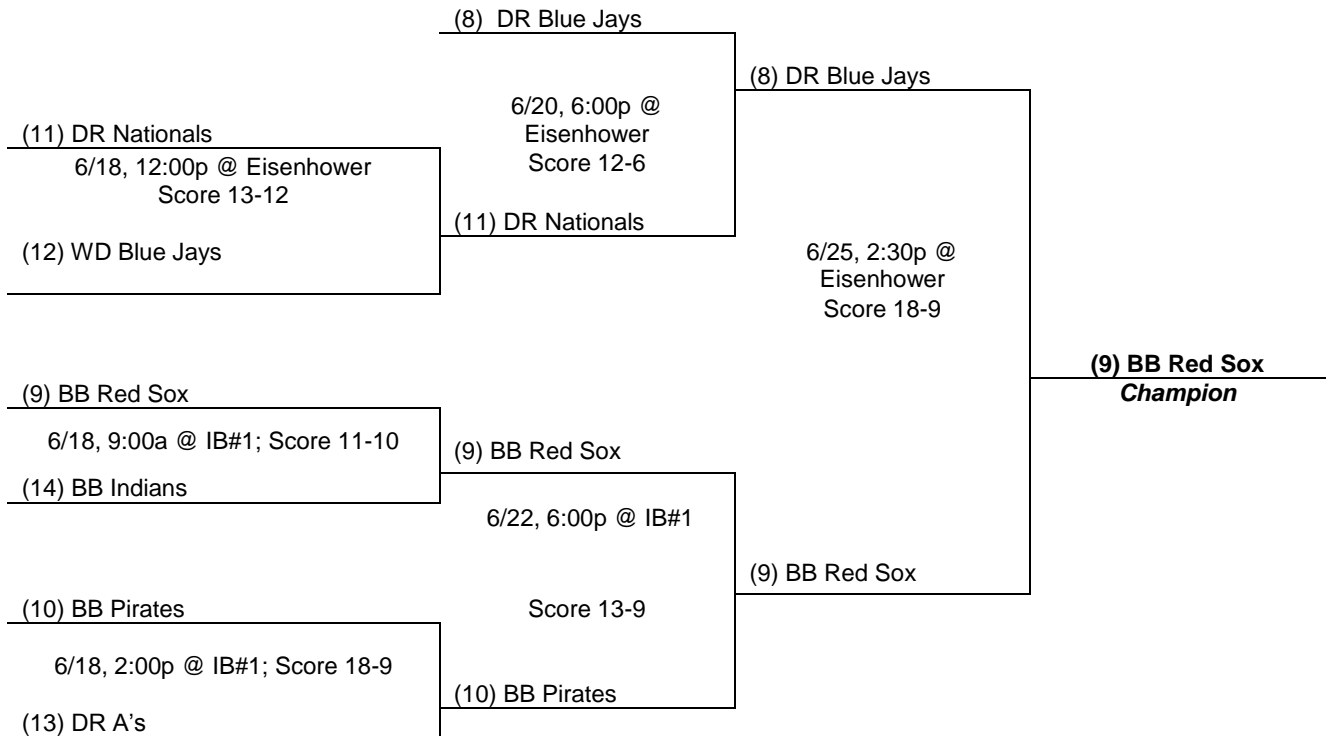 (8) DR Blue Jays
(8) DR Blue Jays
6/20, 6:00p @
Eisenhower
Score 12-6
(11) DR Nationals
6/18, 12:00p @ Eisenhower
Score 13-12
(11) DR Nationals
(12) WD Blue Jays
6/25, 2:30p @
Eisenhower
Score 18-9
(9) BB Red Sox
Champion
(9) BB Red Sox
6/18, 9:00a @ IB#1; Score 11-10
(9) BB Red Sox
(14) BB Indians
6/22, 6:00p @ IB#1
(9) BB Red Sox
(10) BB Pirates
Score 13-9
6/18, 2:00p @ IB#1; Score 18-9
(10) BB Pirates
(13) DR A’s